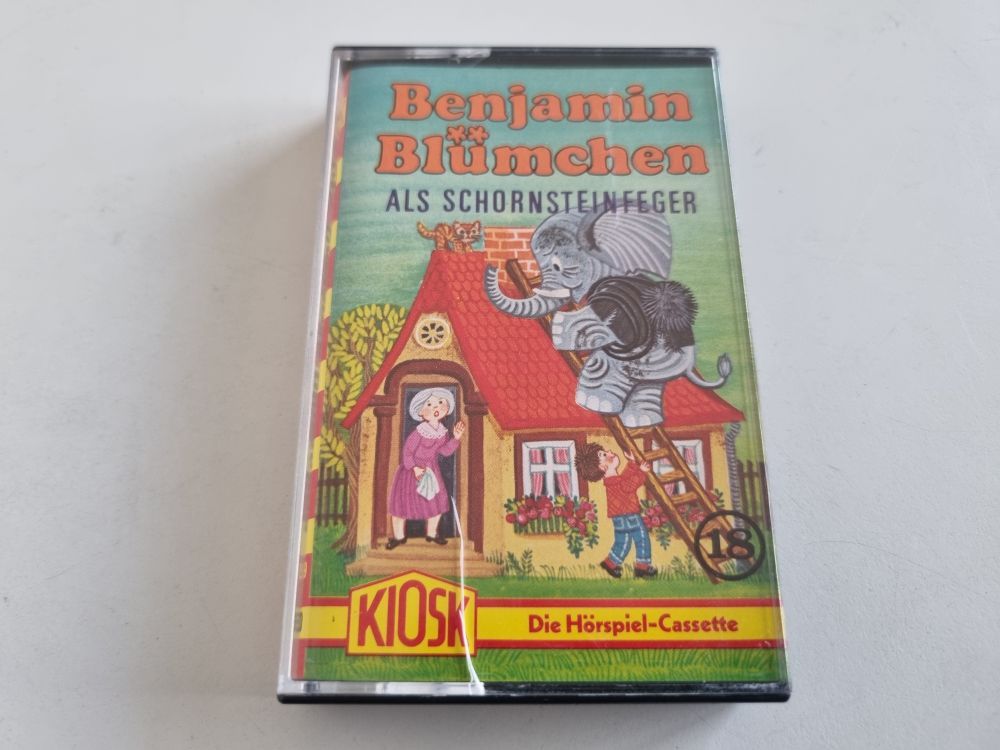 Benjamin
Blümchen
ALS SCHORNSTEINFEGER
18
KIOSK
Die Hörspiel-Cassette